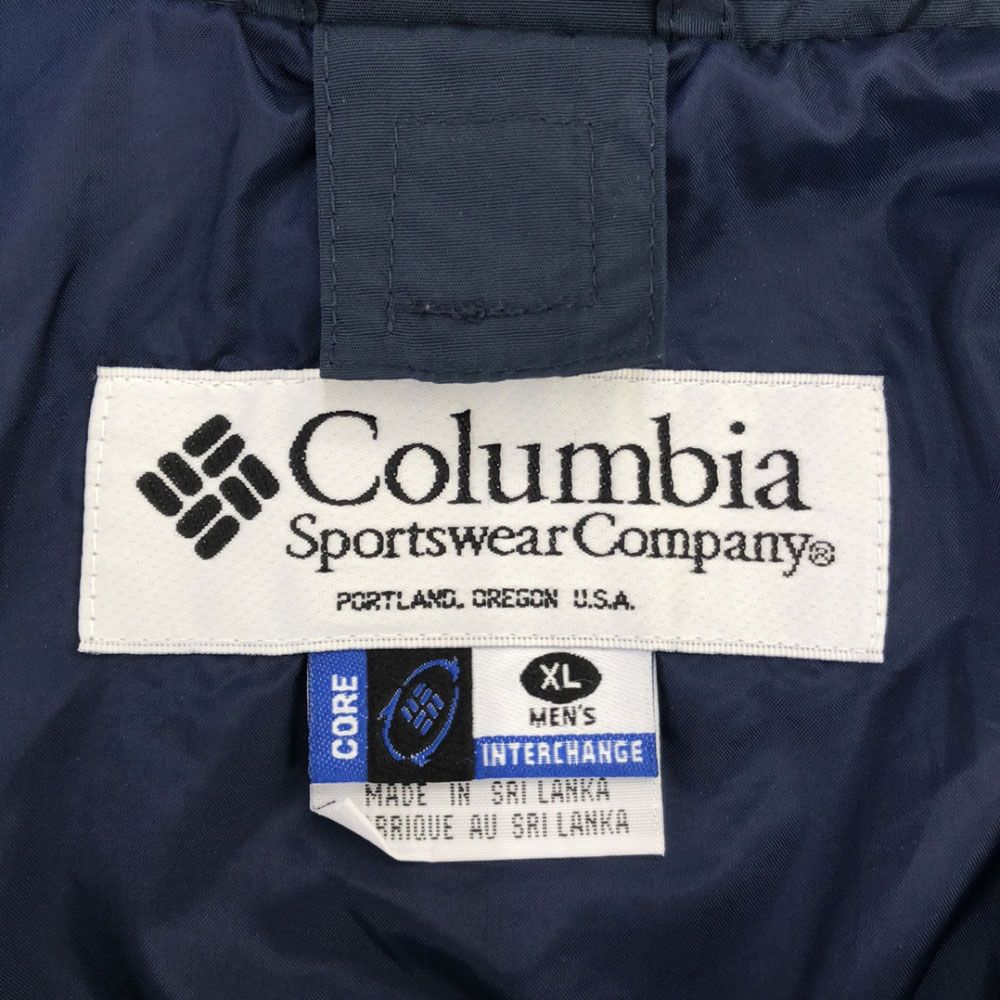 Columbia
Sportswear Company®
PORTLAND, OREGON U.S.A.
CORE
XL
MEN'S
INTERCHANGE
MADE IN SRI LANKA
BRIQUE AU SRI LANKA